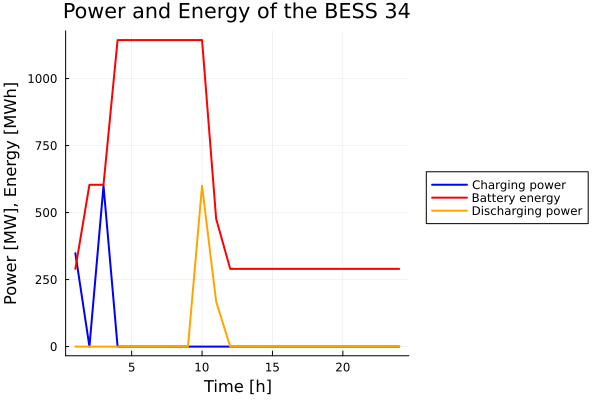 Power and Energy of the BESS 34
Power [MW], Energy [MWh]
1000
750
500
250
0
5
10
15
20
Time [h]
Charging power
Battery energy
Discharging power